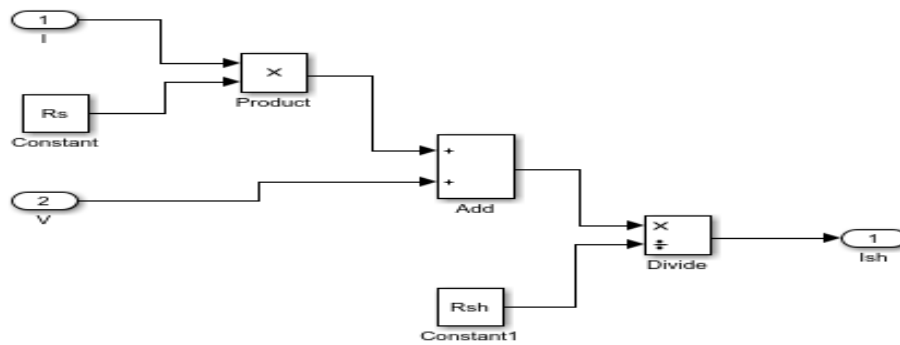 1
I
×
Product
Rs
Constant
+
+
Add
2
V
×
÷
Divide
1
Ish
Rsh
Constant1